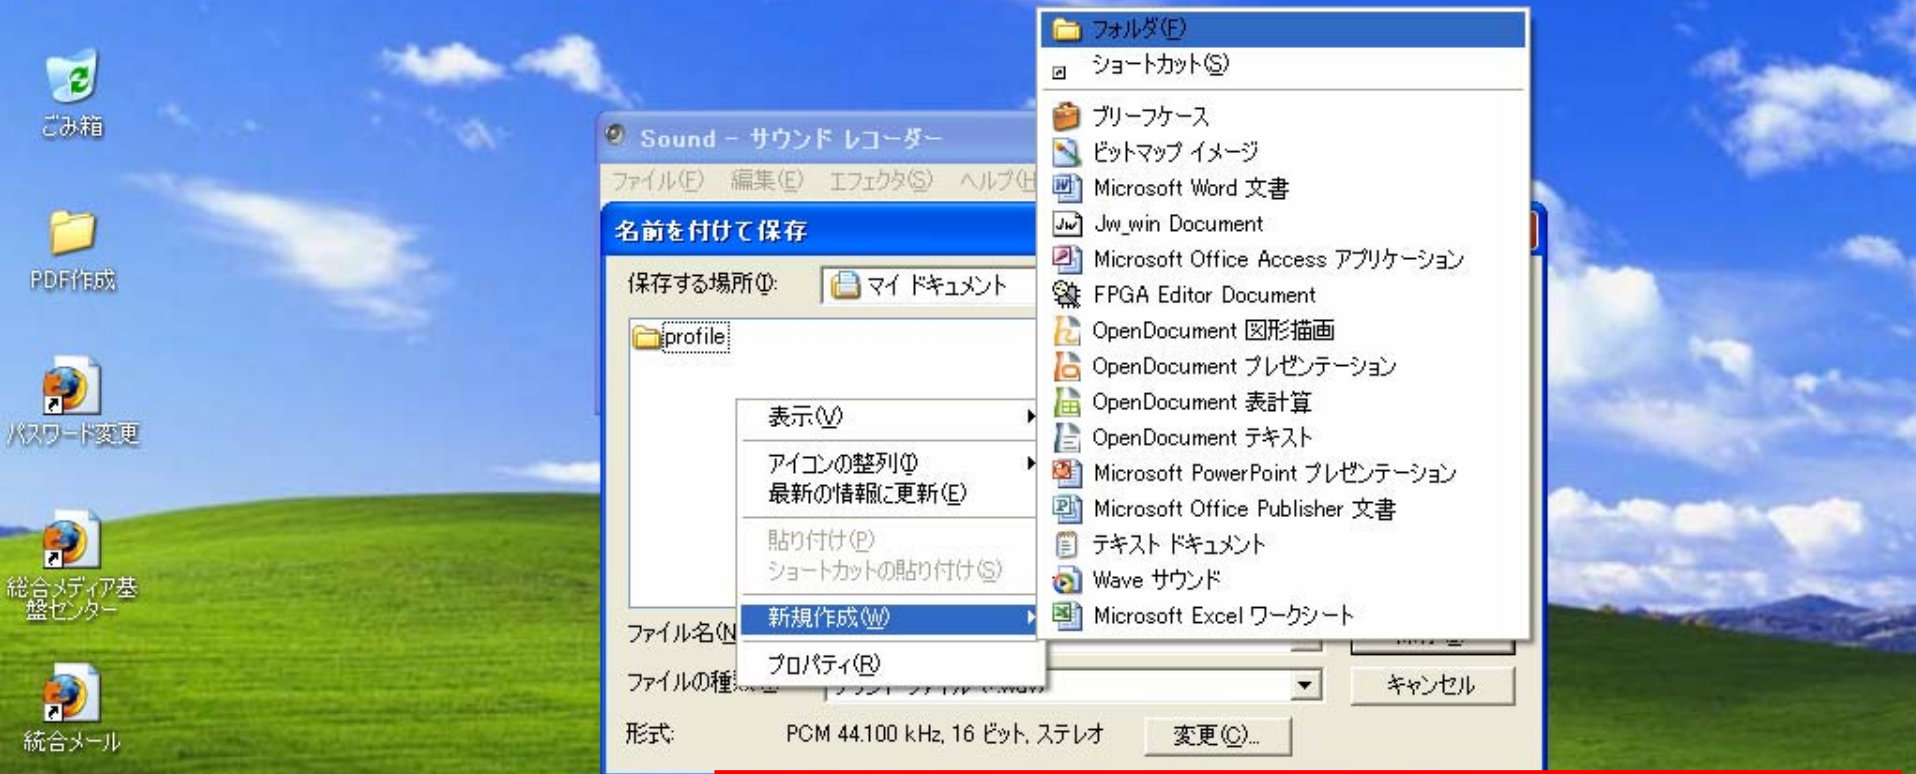 ごみ箱
PDF作成
パスワード変更
総合メディア基
盤センター
統合メール
Sound - サウンド レコーダー
ファイル(F) 編集(E) エフェクタ(S) ヘルプ(H
名前を付けて保存
保存する場所(I):
マイ ドキュメント
profile
表示(V)
アイコンの整列(I)
最新の情報に更新(E)
貼り付け(P)
ショートカットの貼り付け(S)
新規作成(W)
プロパティ(R)
フォルダ(F)
ショートカット(S)
ブリーフケース
ビットマップ イメージ
Microsoft Word 文書
Jw_win Document
Microsoft Office Access アプリケーション
FPGA Editor Document
OpenDocument 図形描画
OpenDocument プレゼンテーション
OpenDocument 表計算
OpenDocument テキスト
Microsoft PowerPoint プレゼンテーション
Microsoft Office Publisher 文書
テキスト ドキュメント
Wave サウンド
Microsoft Excel ワークシート
ファイル名(N
ファイルの種
キャンセル
形式: PCM 44.100 kHz, 16 ビット, ステレオ
変更(C)...